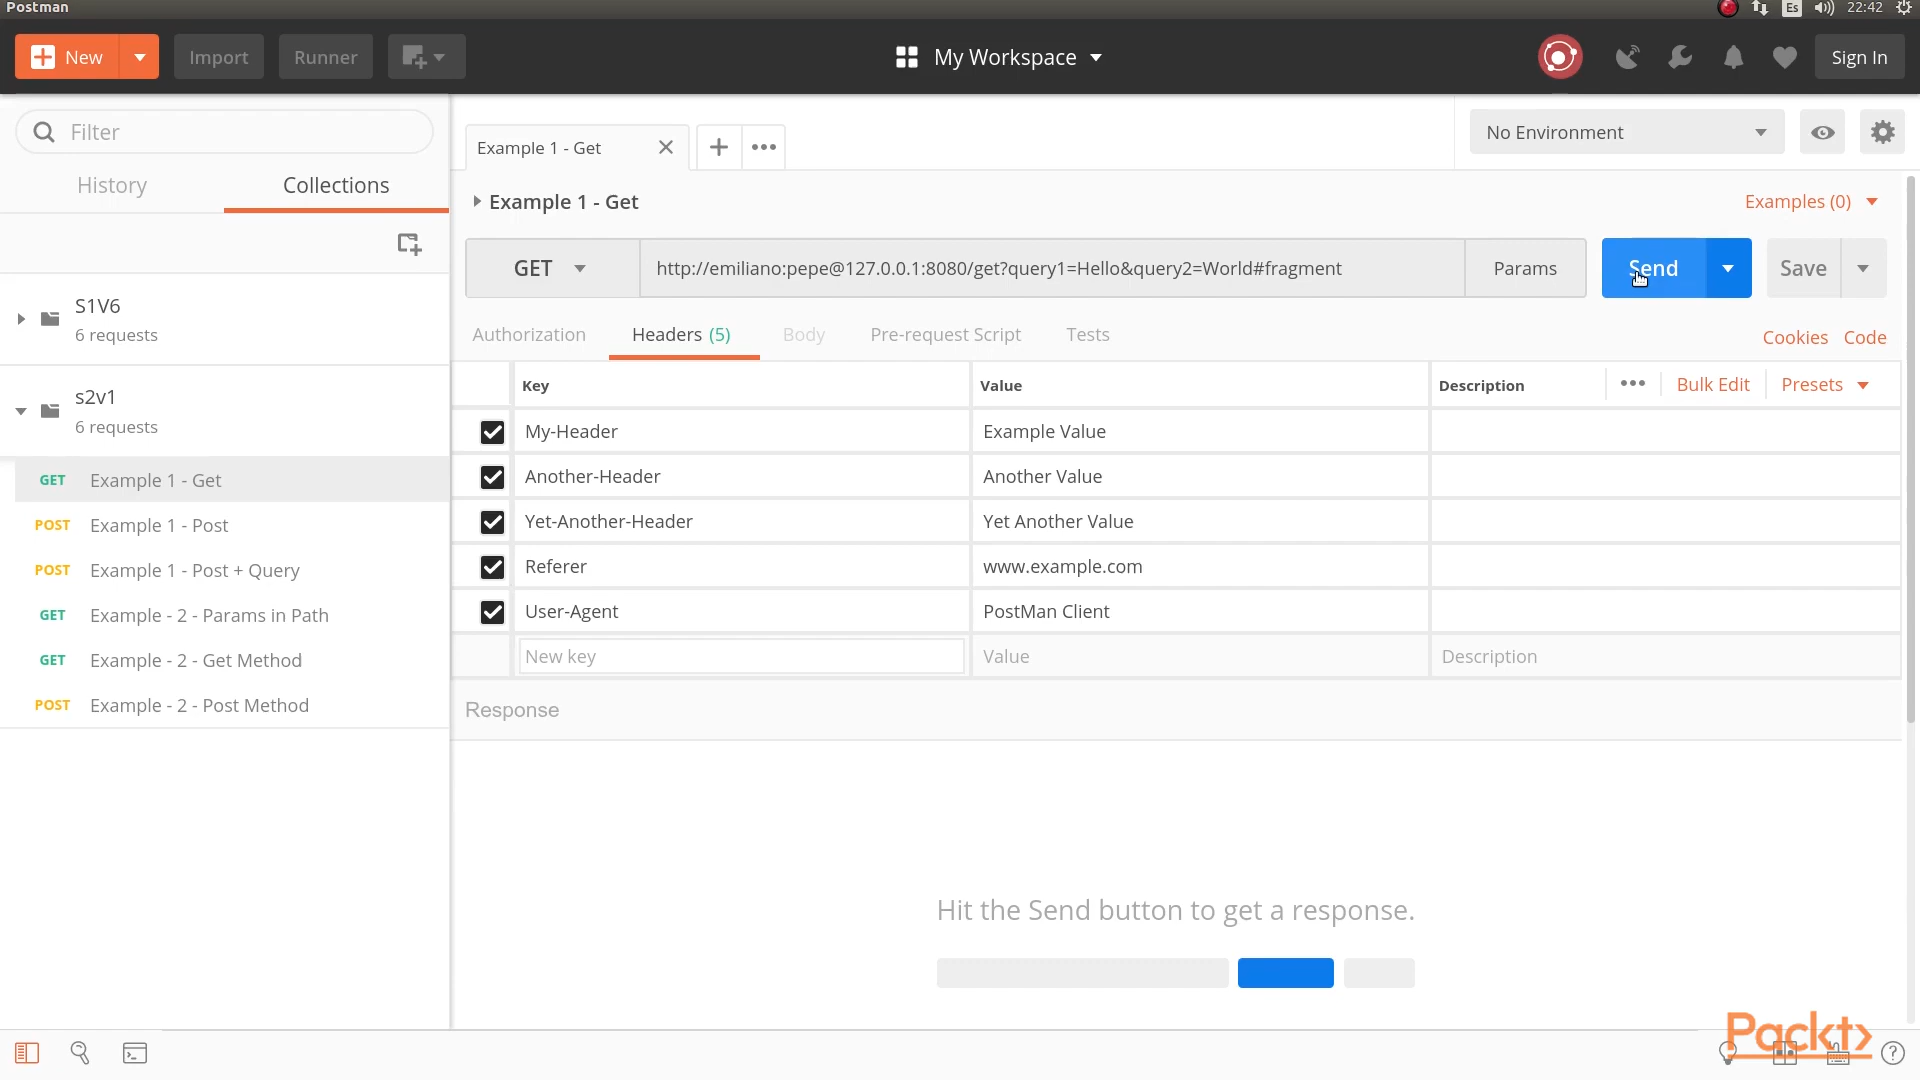 Postman
Es 22:42
New Import Runner My Workspace Sign In
Filter
History Collections
S1V6
6 requests
s2v1
6 requests
GET Example 1 - Get
POST Example 1 - Post
POST Example 1 - Post + Query
GET Example - 2 - Params in Path
GET Example - 2 - Get Method
POST Example - 2 - Post Method
Example 1 - Get
No Environment
Example 1 - Get Examples (0)
GET http://emiliano:pepe@127.0.0.1:8080/get?query1=Hello&query2=World#fragment Params Send Save
Authorization Headers (5) Body Pre-request Script Tests Cookies Code
Key Value Description Bulk Edit Presets
My-Header Example Value
Another-Header Another Value
Yet-Another-Header Yet Another Value
Referer www.example.com
User-Agent PostMan Client
New key Value Description
Response
Hit the Send button to get a response.
Packt>